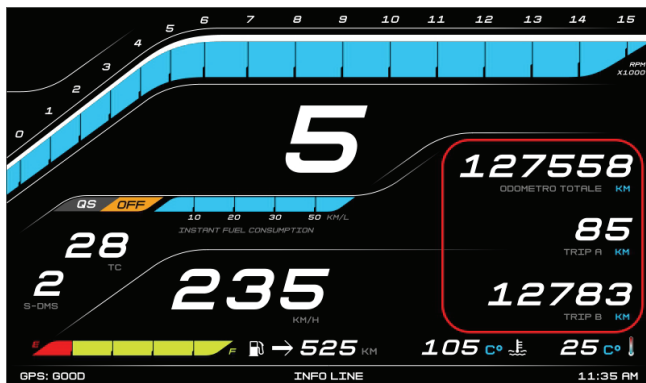 0 1 2 3 4 5 6 7 8 9 10 11 12 13 14 15
RPM
X1000
5
127558
ODOMETRO TOTALE KM
QS OFF
10 20 30 50 KM/L
INSTANT FUEL CONSUMPTION
85
TRIP A KM
28
TC
2
S-DMS
235
KM/H
12783
TRIP B KM
E F 525 KM 105 C° 25 C°
GPS: GOOD INFO LINE 11:35 AM